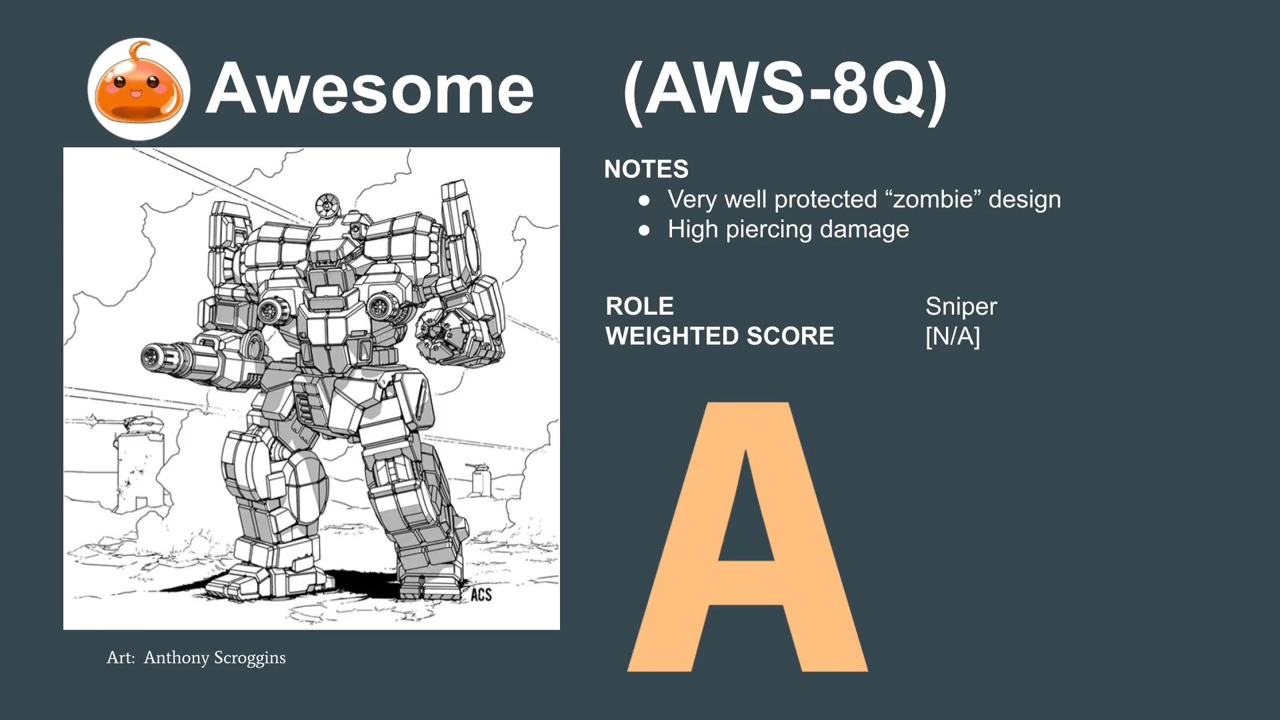 Awesome (AWS-8Q)
NOTES
● Very well protected “zombie” design
● High piercing damage
ROLE Sniper
WEIGHTED SCORE [N/A]
A
ACS
Art: Anthony Scroggins